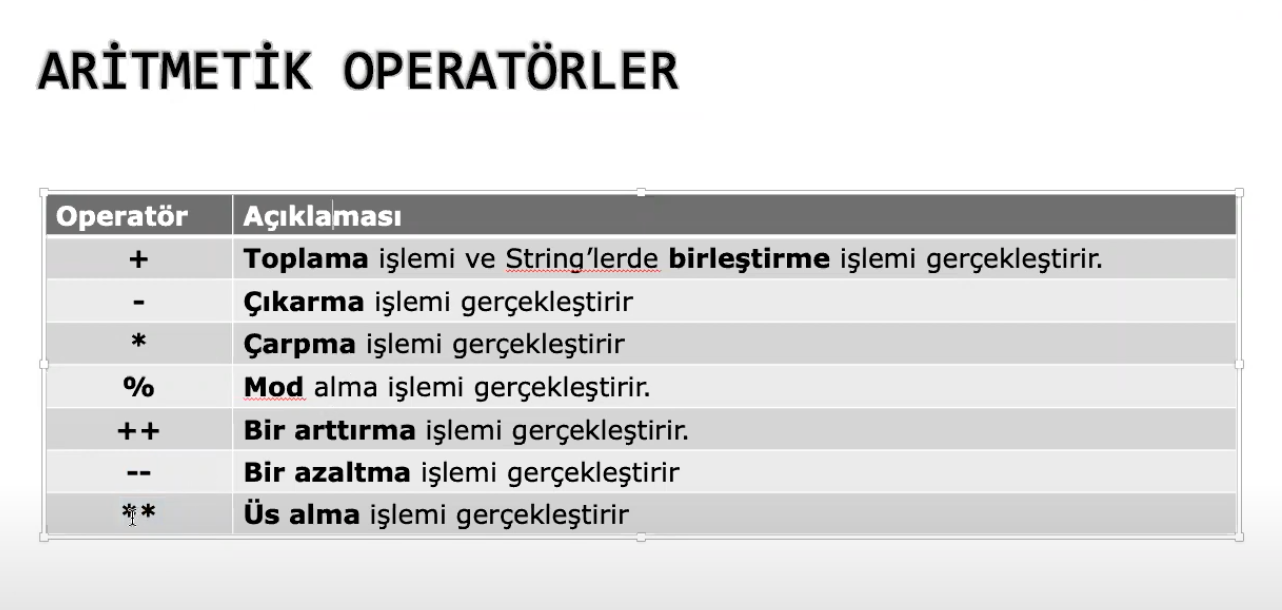 ARİTMETİK OPERATÖRLER
Operatör Açıklaması
+ Toplama işlemi ve String’lerde birleştirme işlemi gerçekleştirir.
- Çıkarma işlemi gerçekleştirir
* Çarpma işlemi gerçekleştirir
% Mod alma işlemi gerçekleştirir.
++ Bir arttırma işlemi gerçekleştirir.
-- Bir azaltma işlemi gerçekleştirir
** Üs alma işlemi gerçekleştirir